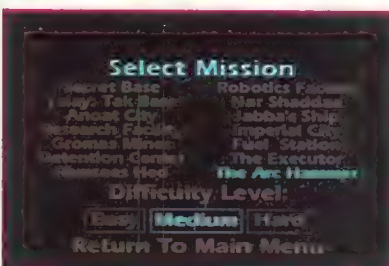 Select Mission
Secret Base Robotics
Tak Base Nar Shaddaa
Anoat City Jabba's Ship
Research Facility Imperial City
Gromas Mines Fuel Station
Detention Center The Executor
Ramsees Hed The Arc Hammer
Difficulty Level:
Easy Medium Hard
Return To Main Menu